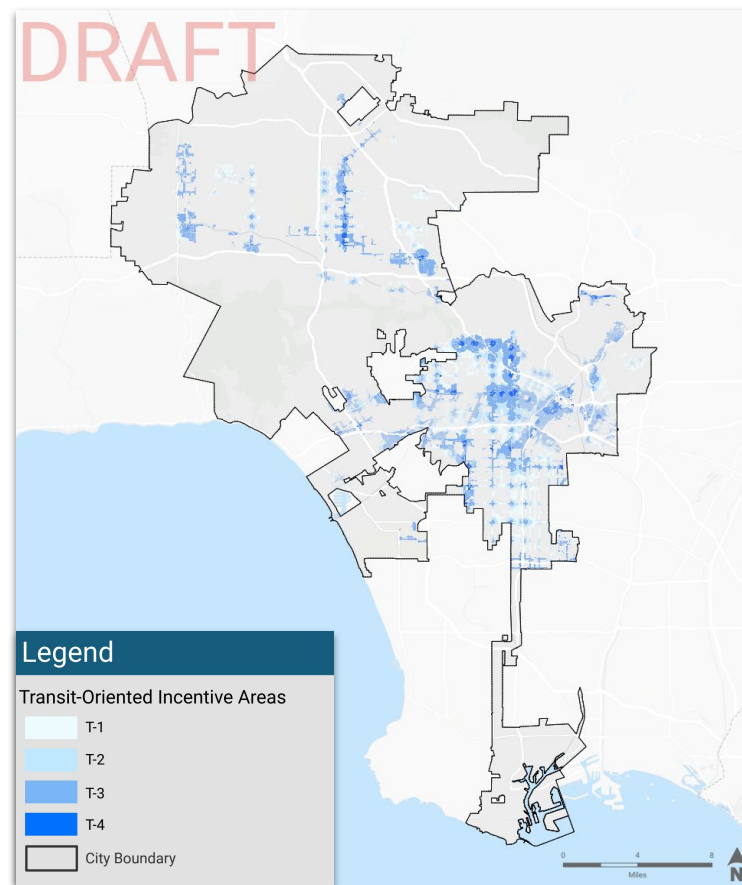 DRAFT
Legend
Transit-Oriented Incentive Areas
T-1
T-2
T-3
T-4
City Boundary
0 4 8
Miles
N